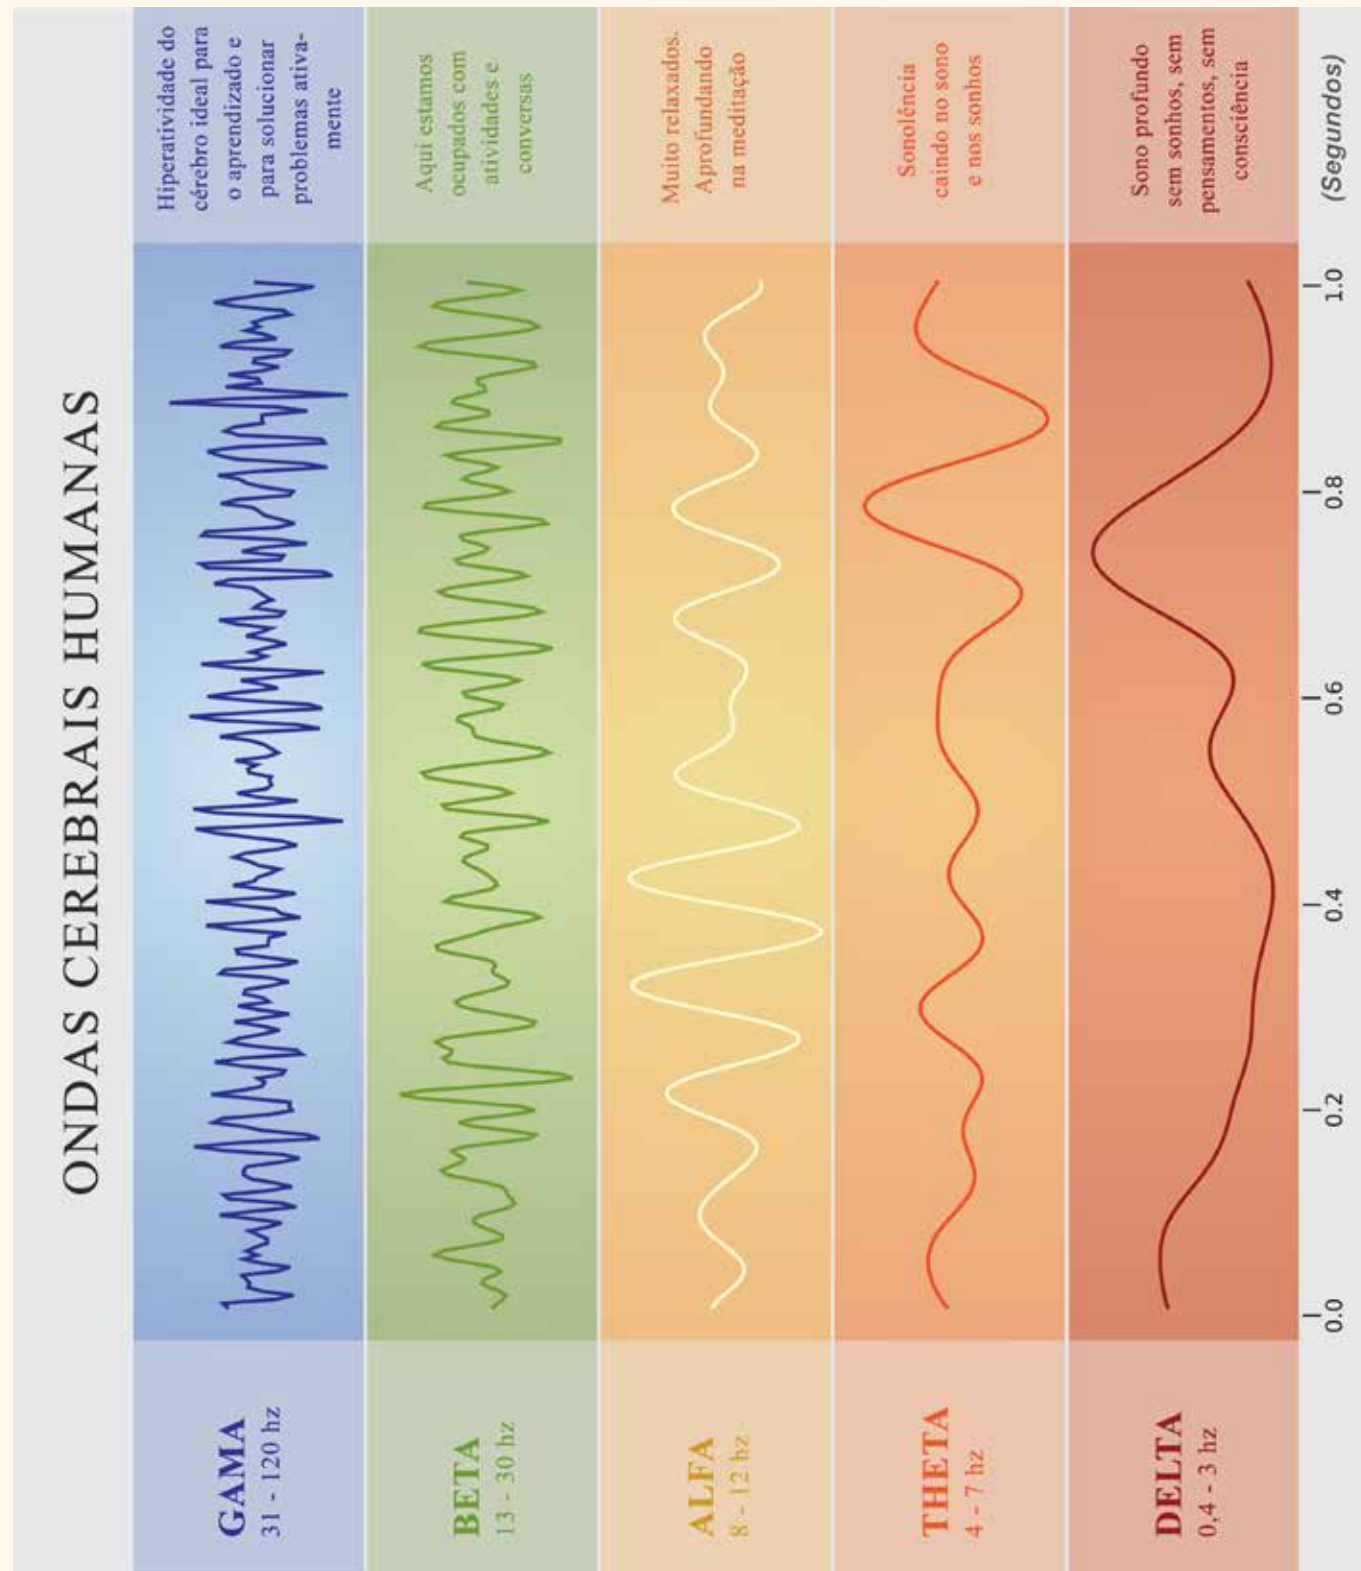 ONDAS CEREBRAIS HUMANAS
GAMA
31 - 120 hz
Hiperatividade do
cérebro ideal para
o aprendizado e
para solucionar
problemas ativa-
mente
BETA
13 - 30 hz
Aqui estamos
ocupados com
atividades e
conversas
ALFA
8 - 12 hz
Muito relaxados.
Aprofundando
na meditação
THETA
4 - 7 hz
Sonolência
caindo no sono
e nos sonhos
DELTA
0,4 - 3 hz
Sono profundo
sem sonhos, sem
pensamentos, sem
consciência
0.0 0.2 0.4 0.6 0.8 1.0 (Segundos)